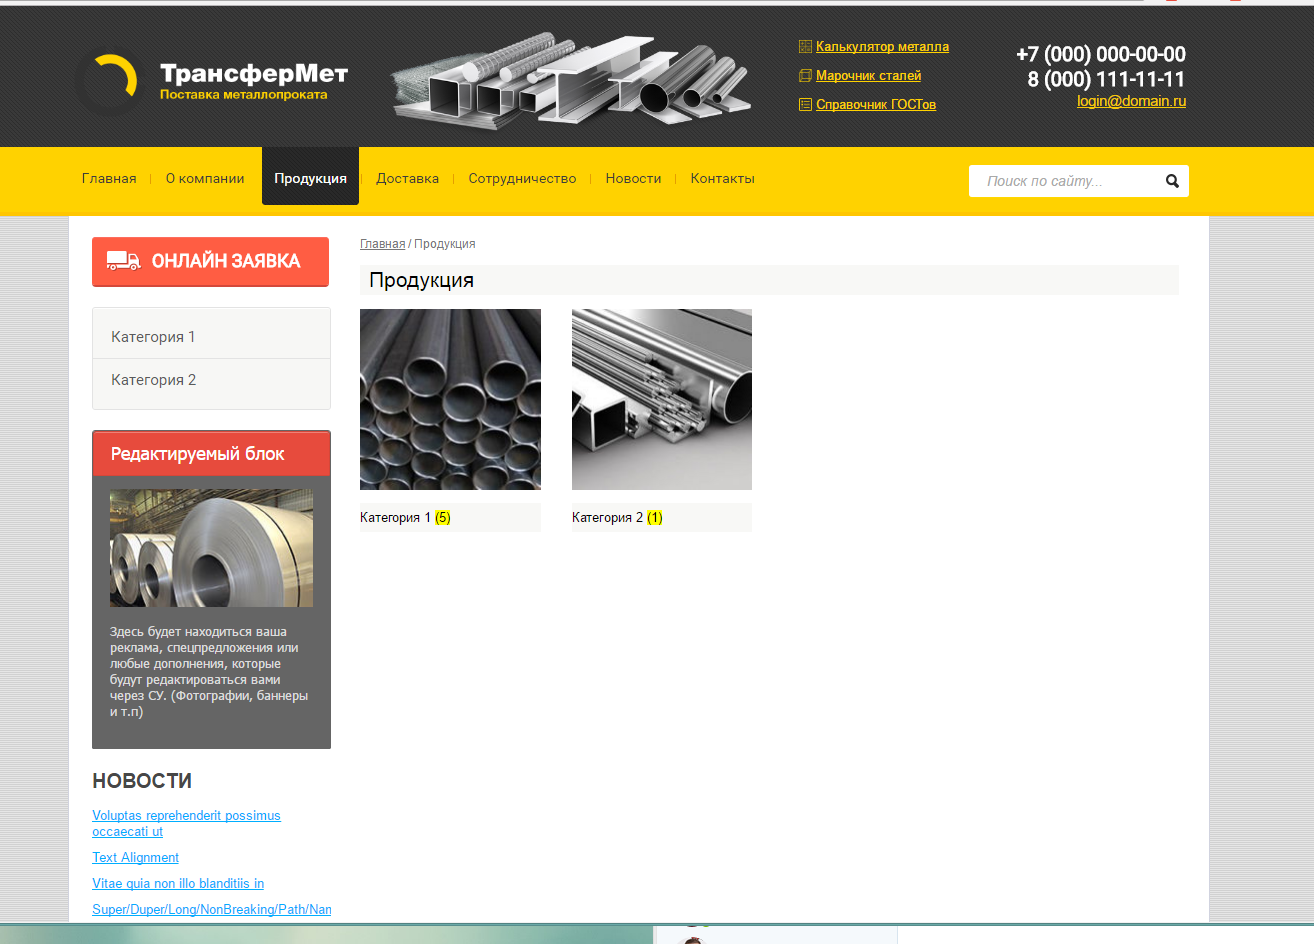 ТрансферМет
Поставка металлопроката
Калькулятор металла
Марочник сталей
Справочник ГОСТов
+7 (000) 000-00-00
8 (000) 111-11-11
login@domain.ru
Главная
О компании
Продукция
Доставка
Сотрудничество
Новости
Контакты
Поиск по сайту...
ОНЛАЙН ЗАЯВКА
Категория 1
Категория 2
Редактируемый блок
Здесь будет находиться ваша
реклама, спецпредложения или
любые дополнения, которые
будут редактироваться вами
через СУ. (Фотографии, баннеры
и т.п)
НОВОСТИ
Voluptas reprehenderit possimus
occaecati ut
Text Alignment
Vitae quia non illo blanditiis in
Super/Duper/Long/NonBreaking/Path/Nan
Главная / Продукция
Продукция
Категория 1 (5)
Категория 2 (1)